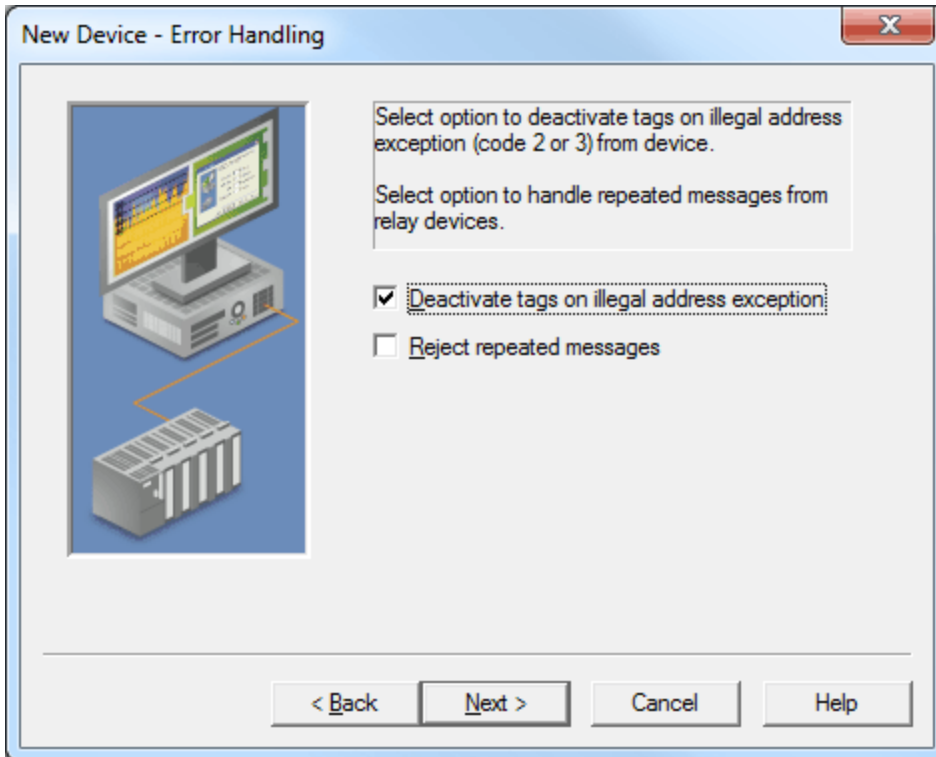 New Device - Error Handling
Select option to deactivate tags on illegal address
exception (code 2 or 3) from device.
Select option to handle repeated messages from
relay devices.
Deactivate tags on illegal address exception
Reject repeated messages
< Back
Next >
Cancel
Help